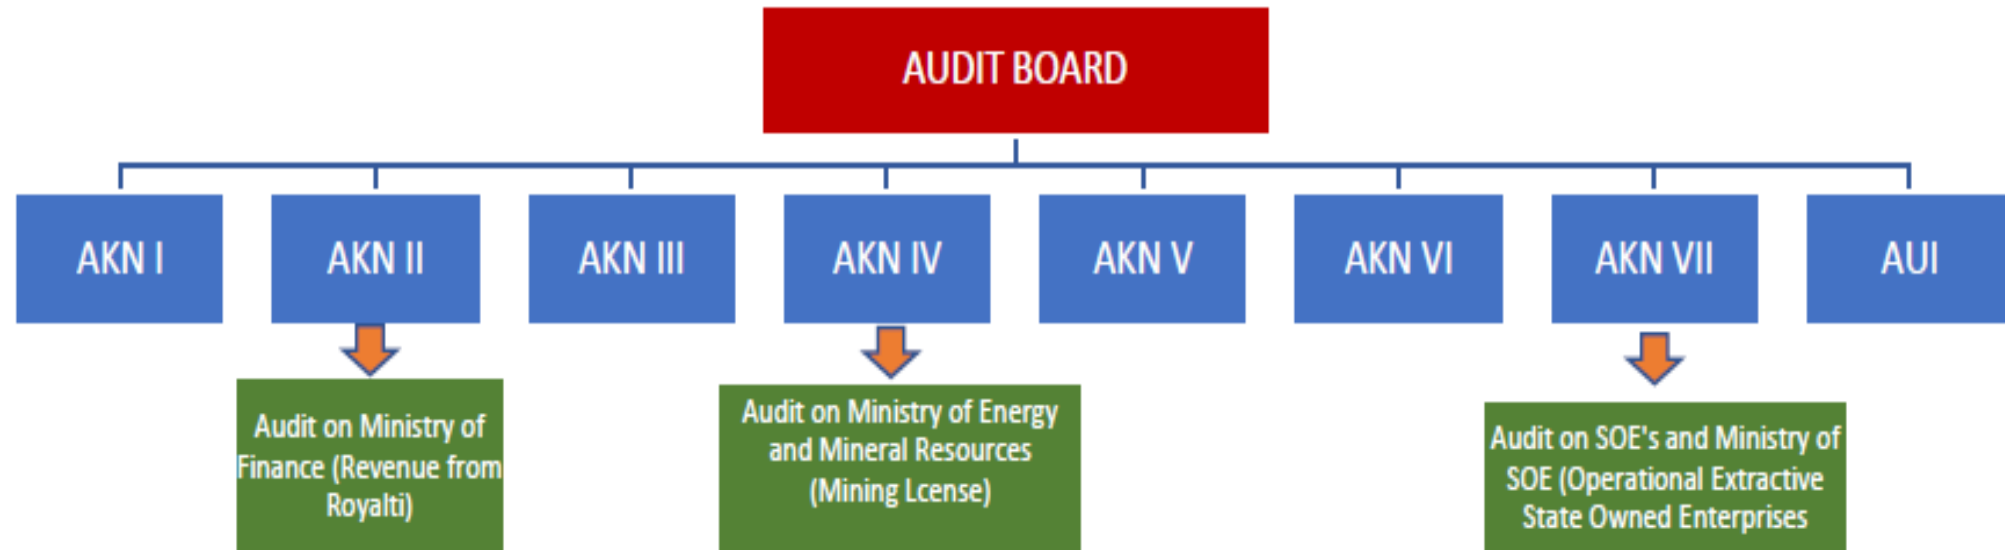 AUDIT BOARD
AKN I
AKN II
AKN III
AKN IV
AKN V
AKN VI
AKN VII
AUI
Audit on Ministry of
Finance (Revenue from
Royalti)
Audit on Ministry of Energy
and Mineral Resources
(Mining Lcense)
Audit on SOE's and Ministry of
SOE (Operational Extractive
State Owned Enterprises